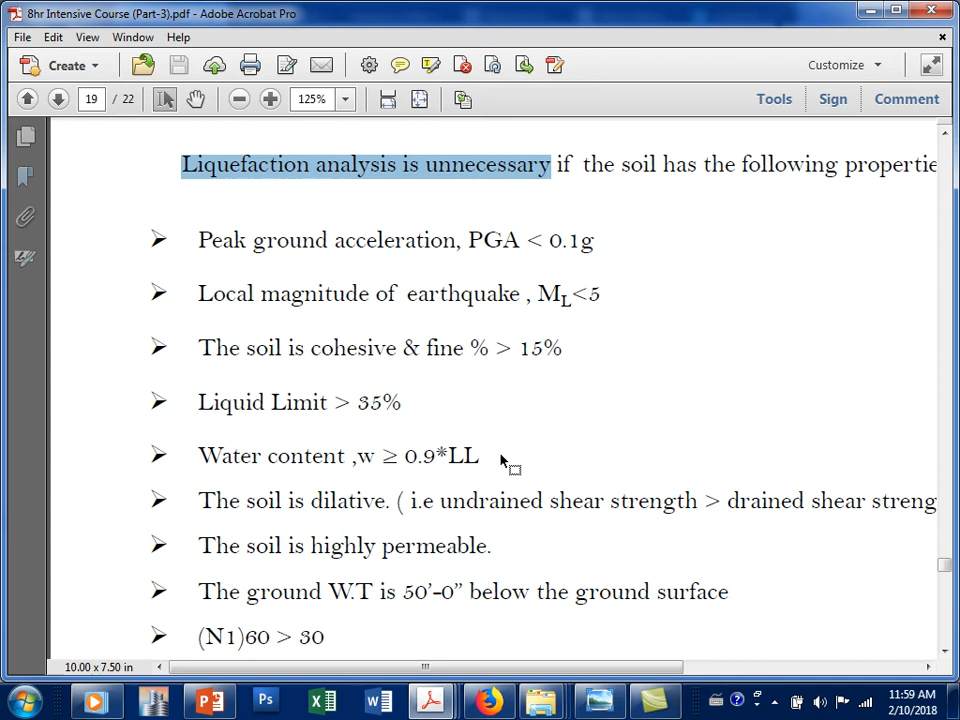 8hr Intensive Course (Part-3).pdf - Adobe Acrobat Pro
File Edit View Window Help
Create Customize
19 / 22 125% Tools Sign Comment
Liquefaction analysis is unnecessary if the soil has the following propertie
➢ Peak ground acceleration, PGA < 0.1g
➢ Local magnitude of earthquake , ML<5
➢ The soil is cohesive & fine % > 15%
➢ Liquid Limit > 35%
➢ Water content ,w ≥ 0.9*LL
➢ The soil is dilative. ( i.e undrained shear strength > drained shear streng
➢ The soil is highly permeable.
➢ The ground W.T is 50'-0" below the ground surface
➢ (N1)60 > 30
10.00 x 7.50 in
11:59 AM
2/10/2018